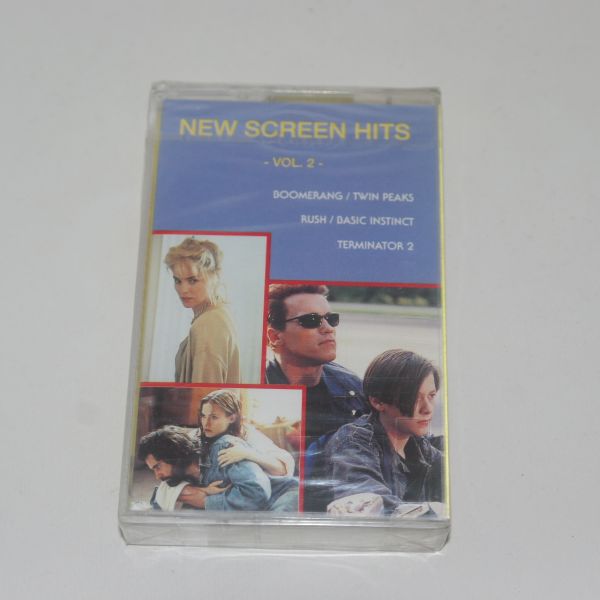 NEW SCREEN HITS
- VOL. 2 -
BOOMERANG / TWIN PEAKS
RUSH / BASIC INSTINCT
TERMINATOR 2